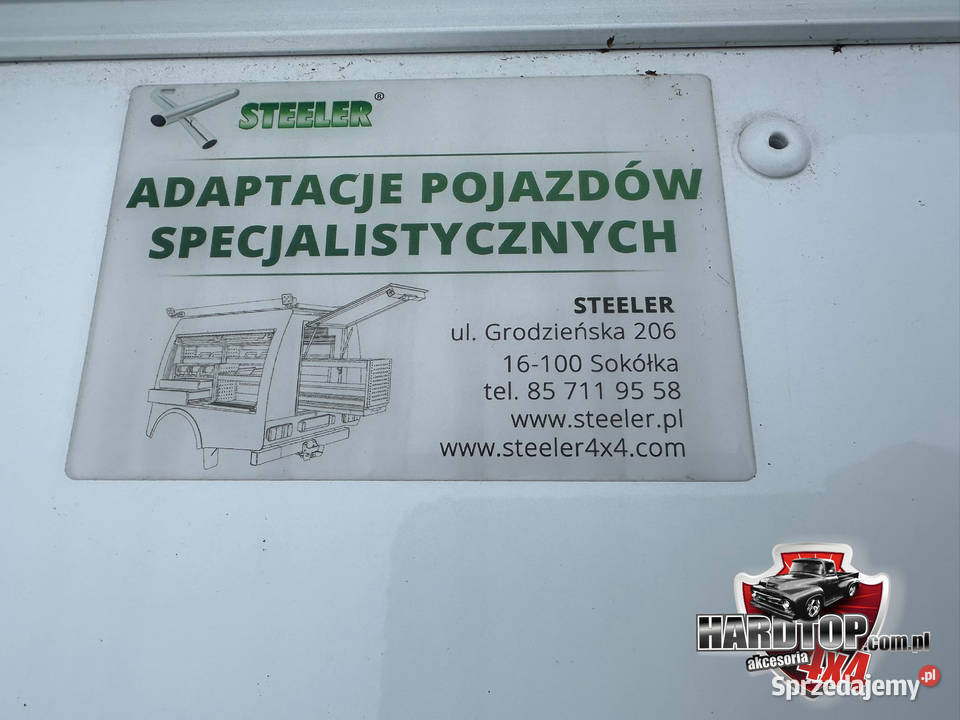 STEELER®
ADAPTACJE POJAZDÓW
SPECJALISTYCZNYCH
STEELER
ul. Grodzieńska 206
16-100 Sokółka
tel. 85 711 95 58
www.steeler.pl
www.steeler4x4.com
HARDTOP.com.pl
akcesoria 4X4
Sprzedajemy.pl